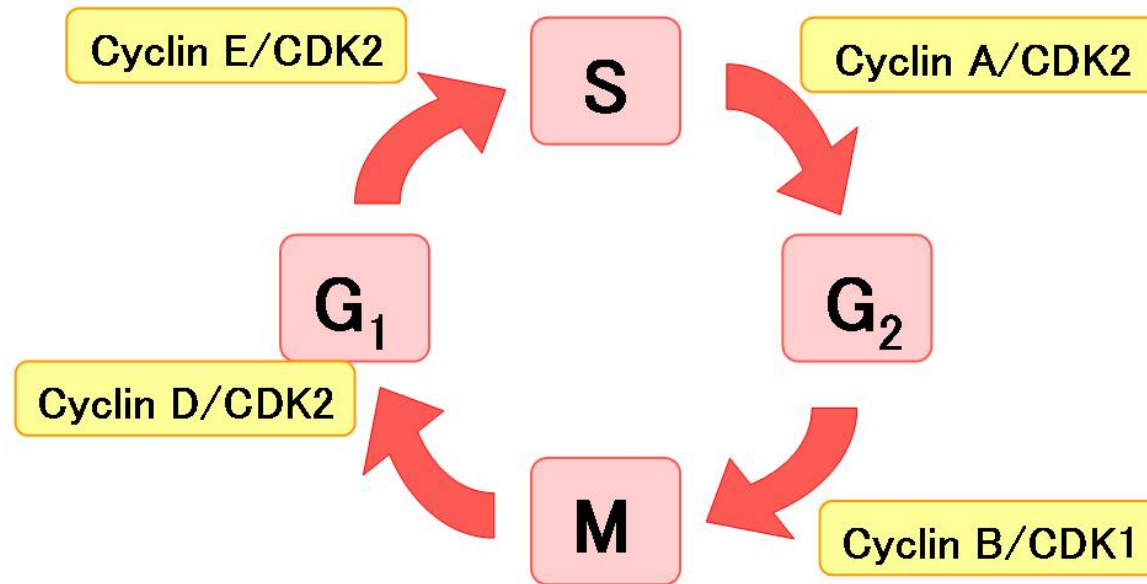 Cyclin E/CDK2
S
Cyclin A/CDK2
G₁
G₂
Cyclin D/CDK2
M
Cyclin B/CDK1